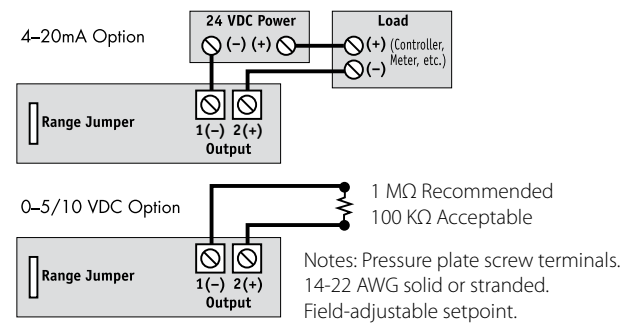 4–20mA Option
24 VDC Power
(–) (+)
Load
(+) (Controller,
Meter, etc.)
(–)
Range Jumper
1(–) 2(+)
Output
0–5/10 VDC Option
1 MΩ Recommended
100 KΩ Acceptable
Range Jumper
1(–) 2(+)
Output
Notes: Pressure plate screw terminals.
14-22 AWG solid or stranded.
Field-adjustable setpoint.